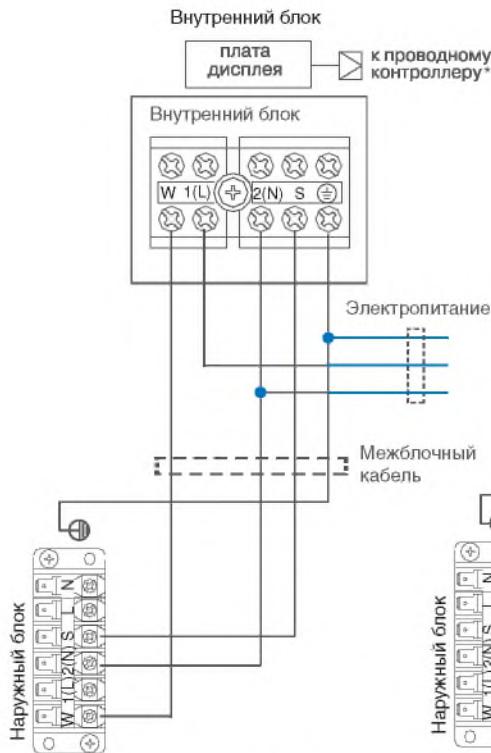 Внутренний блок
плата
дисплея
к проводному
контроллеру*
Внутренний блок
W 1(L) 2(N) S
Электропитание
Межблочный
кабель
Наружный блок
N
L
S
2(N)
1(L)
W
Наружный блок
N
L
S
2(N)
1(L)
W